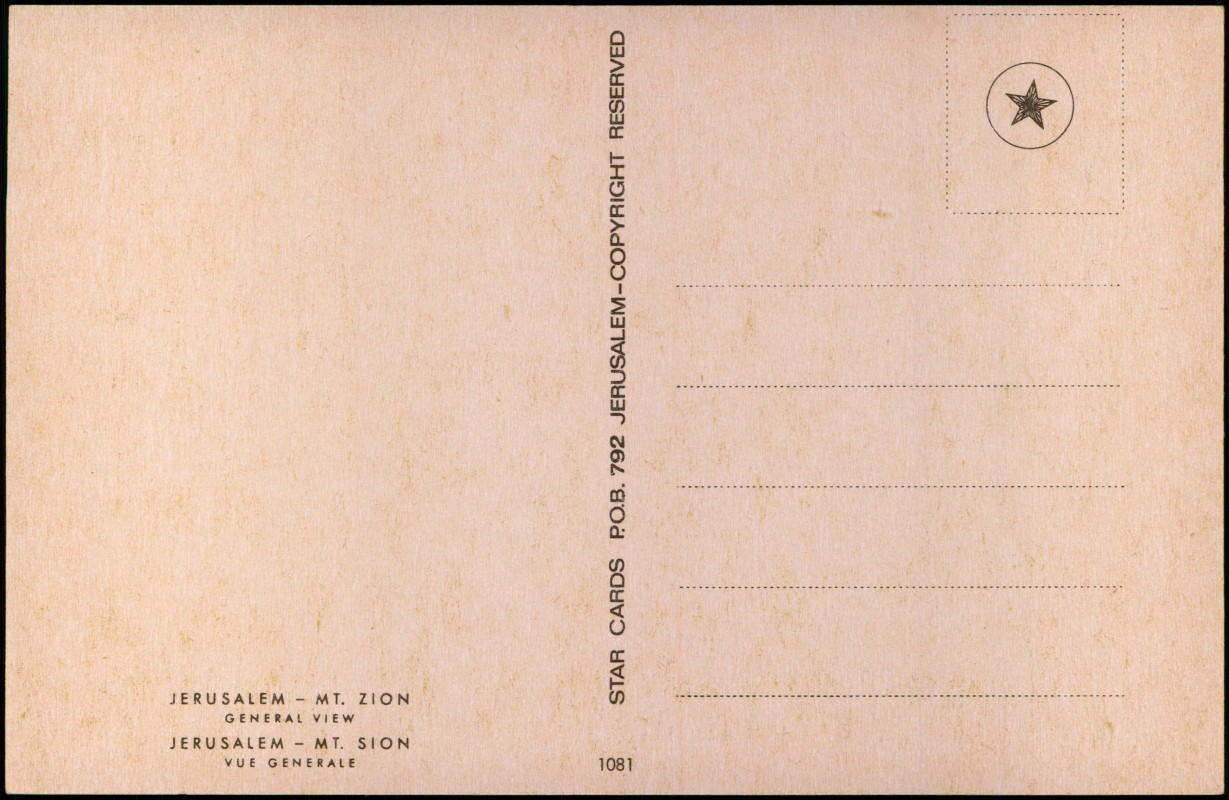 JERUSALEM – MT. ZION
GENERAL VIEW
JERUSALEM – MT. SION
VUE GENERALE
STAR CARDS P.O.B. 792 JERUSALEM–COPYRIGHT RESERVED
1081